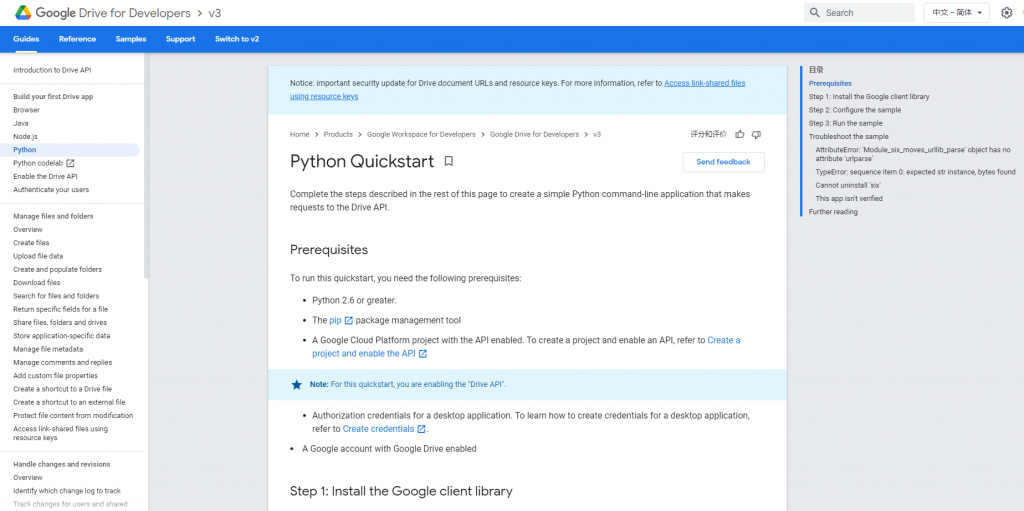 Google Drive for Developers > v3
Search
中文 – 简体
Guides
Reference
Samples
Support
Switch to v2
Introduction to Drive API
Build your first Drive app
Browser
Java
Node.js
Python
Python codelab
Enable the Drive API
Authenticate your users
Manage files and folders
Overview
Create files
Upload file data
Create and populate folders
Download files
Search for files and folders
Return specific fields for a file
Share files, folders and drives
Store application-specific data
Manage file metadata
Manage comments and replies
Add custom file properties
Create a shortcut to a Drive file
Create a shortcut to an external file
Protect file content from modification
Access link-shared files using
resource keys
Handle changes and revisions
Overview
Identify which change log to track
Track changes for users and shared
Notice: important security update for Drive document URLs and resource keys. For more information, refer to Access link-shared files
using resource keys
Home > Products > Google Workspace for Developers > Google Drive for Developers > v3
评分和评价
Python Quickstart
Send feedback
Complete the steps described in the rest of this page to create a simple Python command-line application that makes
requests to the Drive API.
Prerequisites
To run this quickstart, you need the following prerequisites:
• Python 2.6 or greater.
• The pip package management tool
• A Google Cloud Platform project with the API enabled. To create a project and enable an API, refer to Create a
project and enable the API
Note: For this quickstart, you are enabling the "Drive API".
• Authorization credentials for a desktop application. To learn how to create credentials for a desktop application,
refer to Create credentials.
• A Google account with Google Drive enabled
Step 1: Install the Google client library
目录
Prerequisites
Step 1: Install the Google client library
Step 2: Configure the sample
Step 3: Run the sample
Troubleshoot the sample
AttributeError: 'Module_six_moves_urllib_parse' object has no
attribute 'urlparse'
TypeError: sequence item 0: expected str instance, bytes found
Cannot uninstall 'six'
This app isn't verified
Further reading